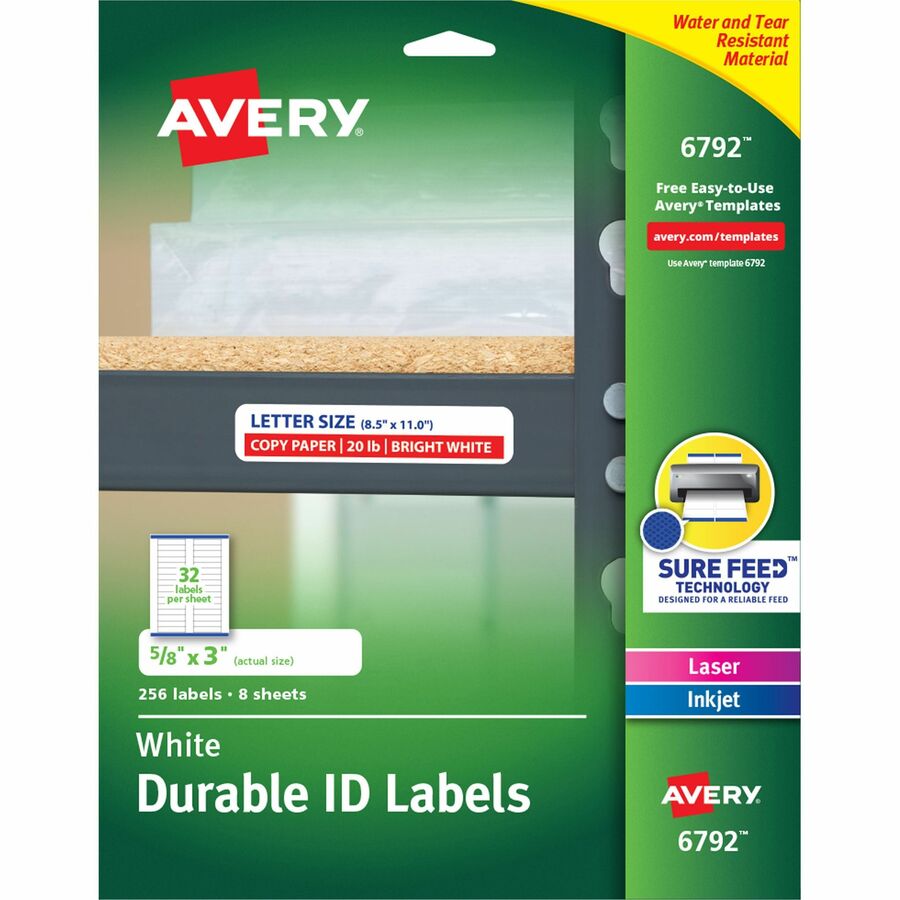 Water and Tear
Resistant
Material
AVERY®
6792™
Free Easy-to-Use
Avery® Templates
avery.com/templates
Use Avery® template 6792
LETTER SIZE (8.5" x 11.0")
COPY PAPER | 20 lb | BRIGHT WHITE
32
labels
per sheet
SURE FEED™
TECHNOLOGY
DESIGNED FOR A RELIABLE FEED
5/8" x 3" (actual size)
256 labels • 8 sheets
Laser
Inkjet
White
Durable ID Labels
AVERY®
6792™